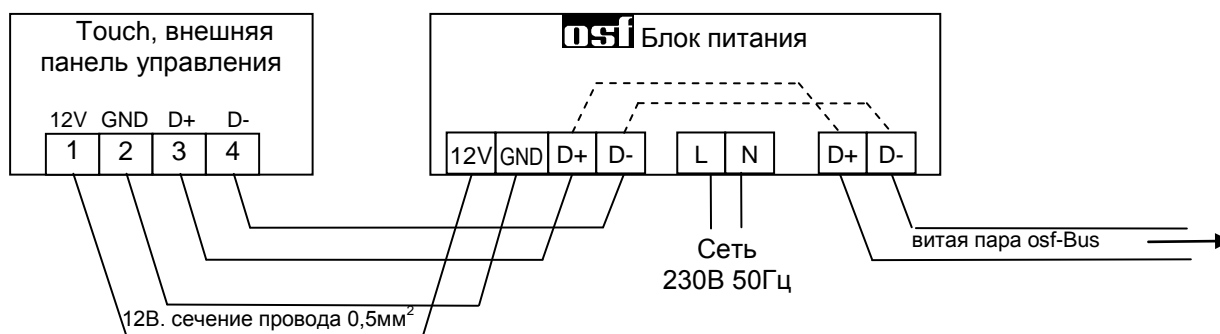 Touch, внешняя
панель управления
12V GND D+ D-
1 2 3 4
osf Блок питания
12V GND D+ D- L N D+ D-
Сеть
230В 50Гц
витая пара osf-Bus
12В. сечение провода 0,5мм²